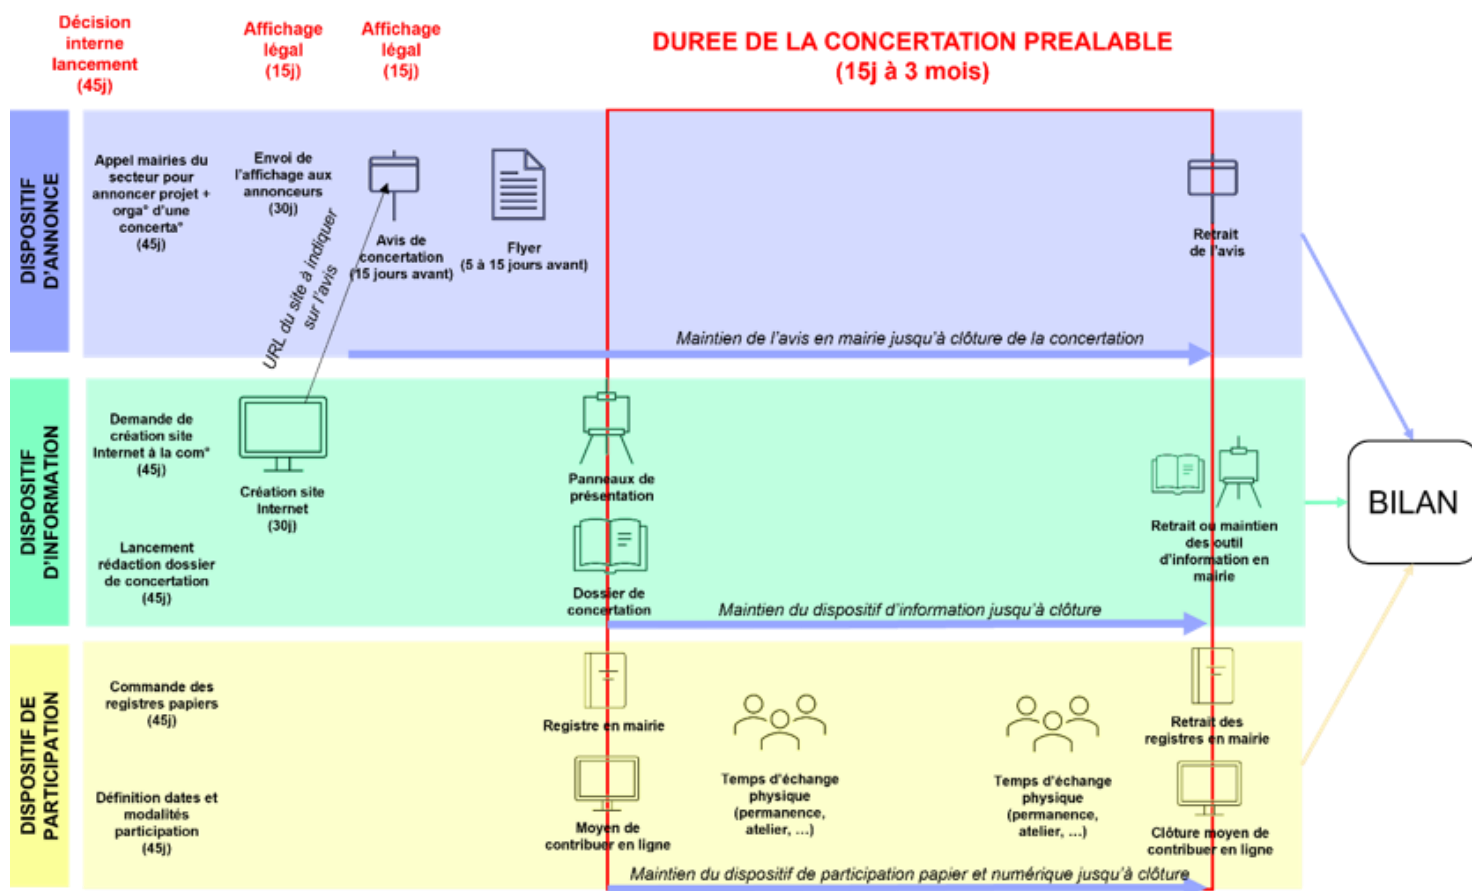 Décision
interne
lancement
(45j)
Affichage
légal
(15j)
Affichage
légal
(15j)
DUREE DE LA CONCERTATION PREALABLE
(15j à 3 mois)
DISPOSITIF
D'ANNONCE
Appel mairies du
secteur pour
annoncer projet +
orga° d'une
concerta°
(45j)
Envoi de
l'affichage aux
annonceurs
(30j)
URL du site à indiquer
sur l'avis
Avis de
concertation
(15 jours avant)
Flyer
(5 à 15 jours avant)
Retrait
de l'avis
Maintien de l'avis en mairie jusqu'à clôture de la concertation
DISPOSITIF
D'INFORMATION
Demande de
création site
Internet à la com°
(45j)
Création site
Internet
(30j)
Lancement
rédaction dossier
de concertation
(45j)
Panneaux de
présentation
Dossier de
concertation
Retrait ou maintien
des outil
d'information en
mairie
Maintien du dispositif d'information jusqu'à clôture
BILAN
DISPOSITIF DE
PARTICIPATION
Commande des
registres papiers
(45j)
Définition dates et
modalités
participation
(45j)
Registre en mairie
Moyen de
contribuer en ligne
Temps d'échange
physique
(permanence,
atelier, ...)
Temps d'échange
physique
(permanence,
atelier, ...)
Retrait des
registres en mairie
Clôture moyen de
contribuer en ligne
Maintien du dispositif de participation papier et numérique jusqu'à clôture